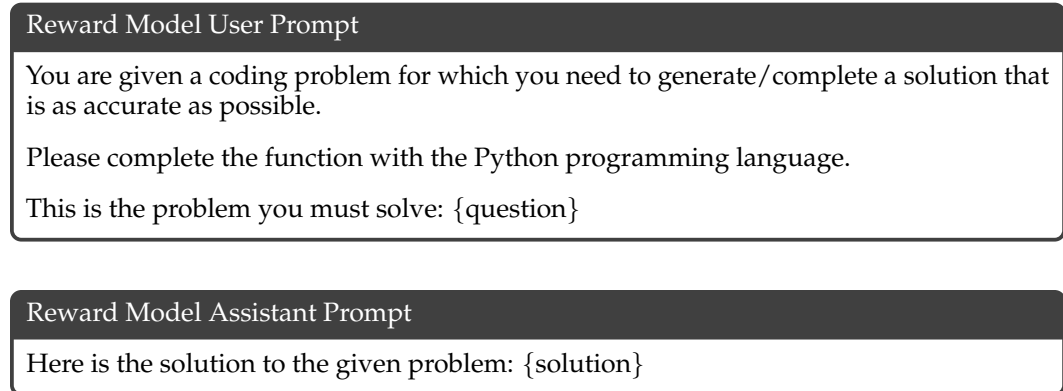 Reward Model User Prompt
You are given a coding problem for which you need to generate/complete a solution that
is as accurate as possible.
Please complete the function with the Python programming language.
This is the problem you must solve: {question}
Reward Model Assistant Prompt
Here is the solution to the given problem: {solution}